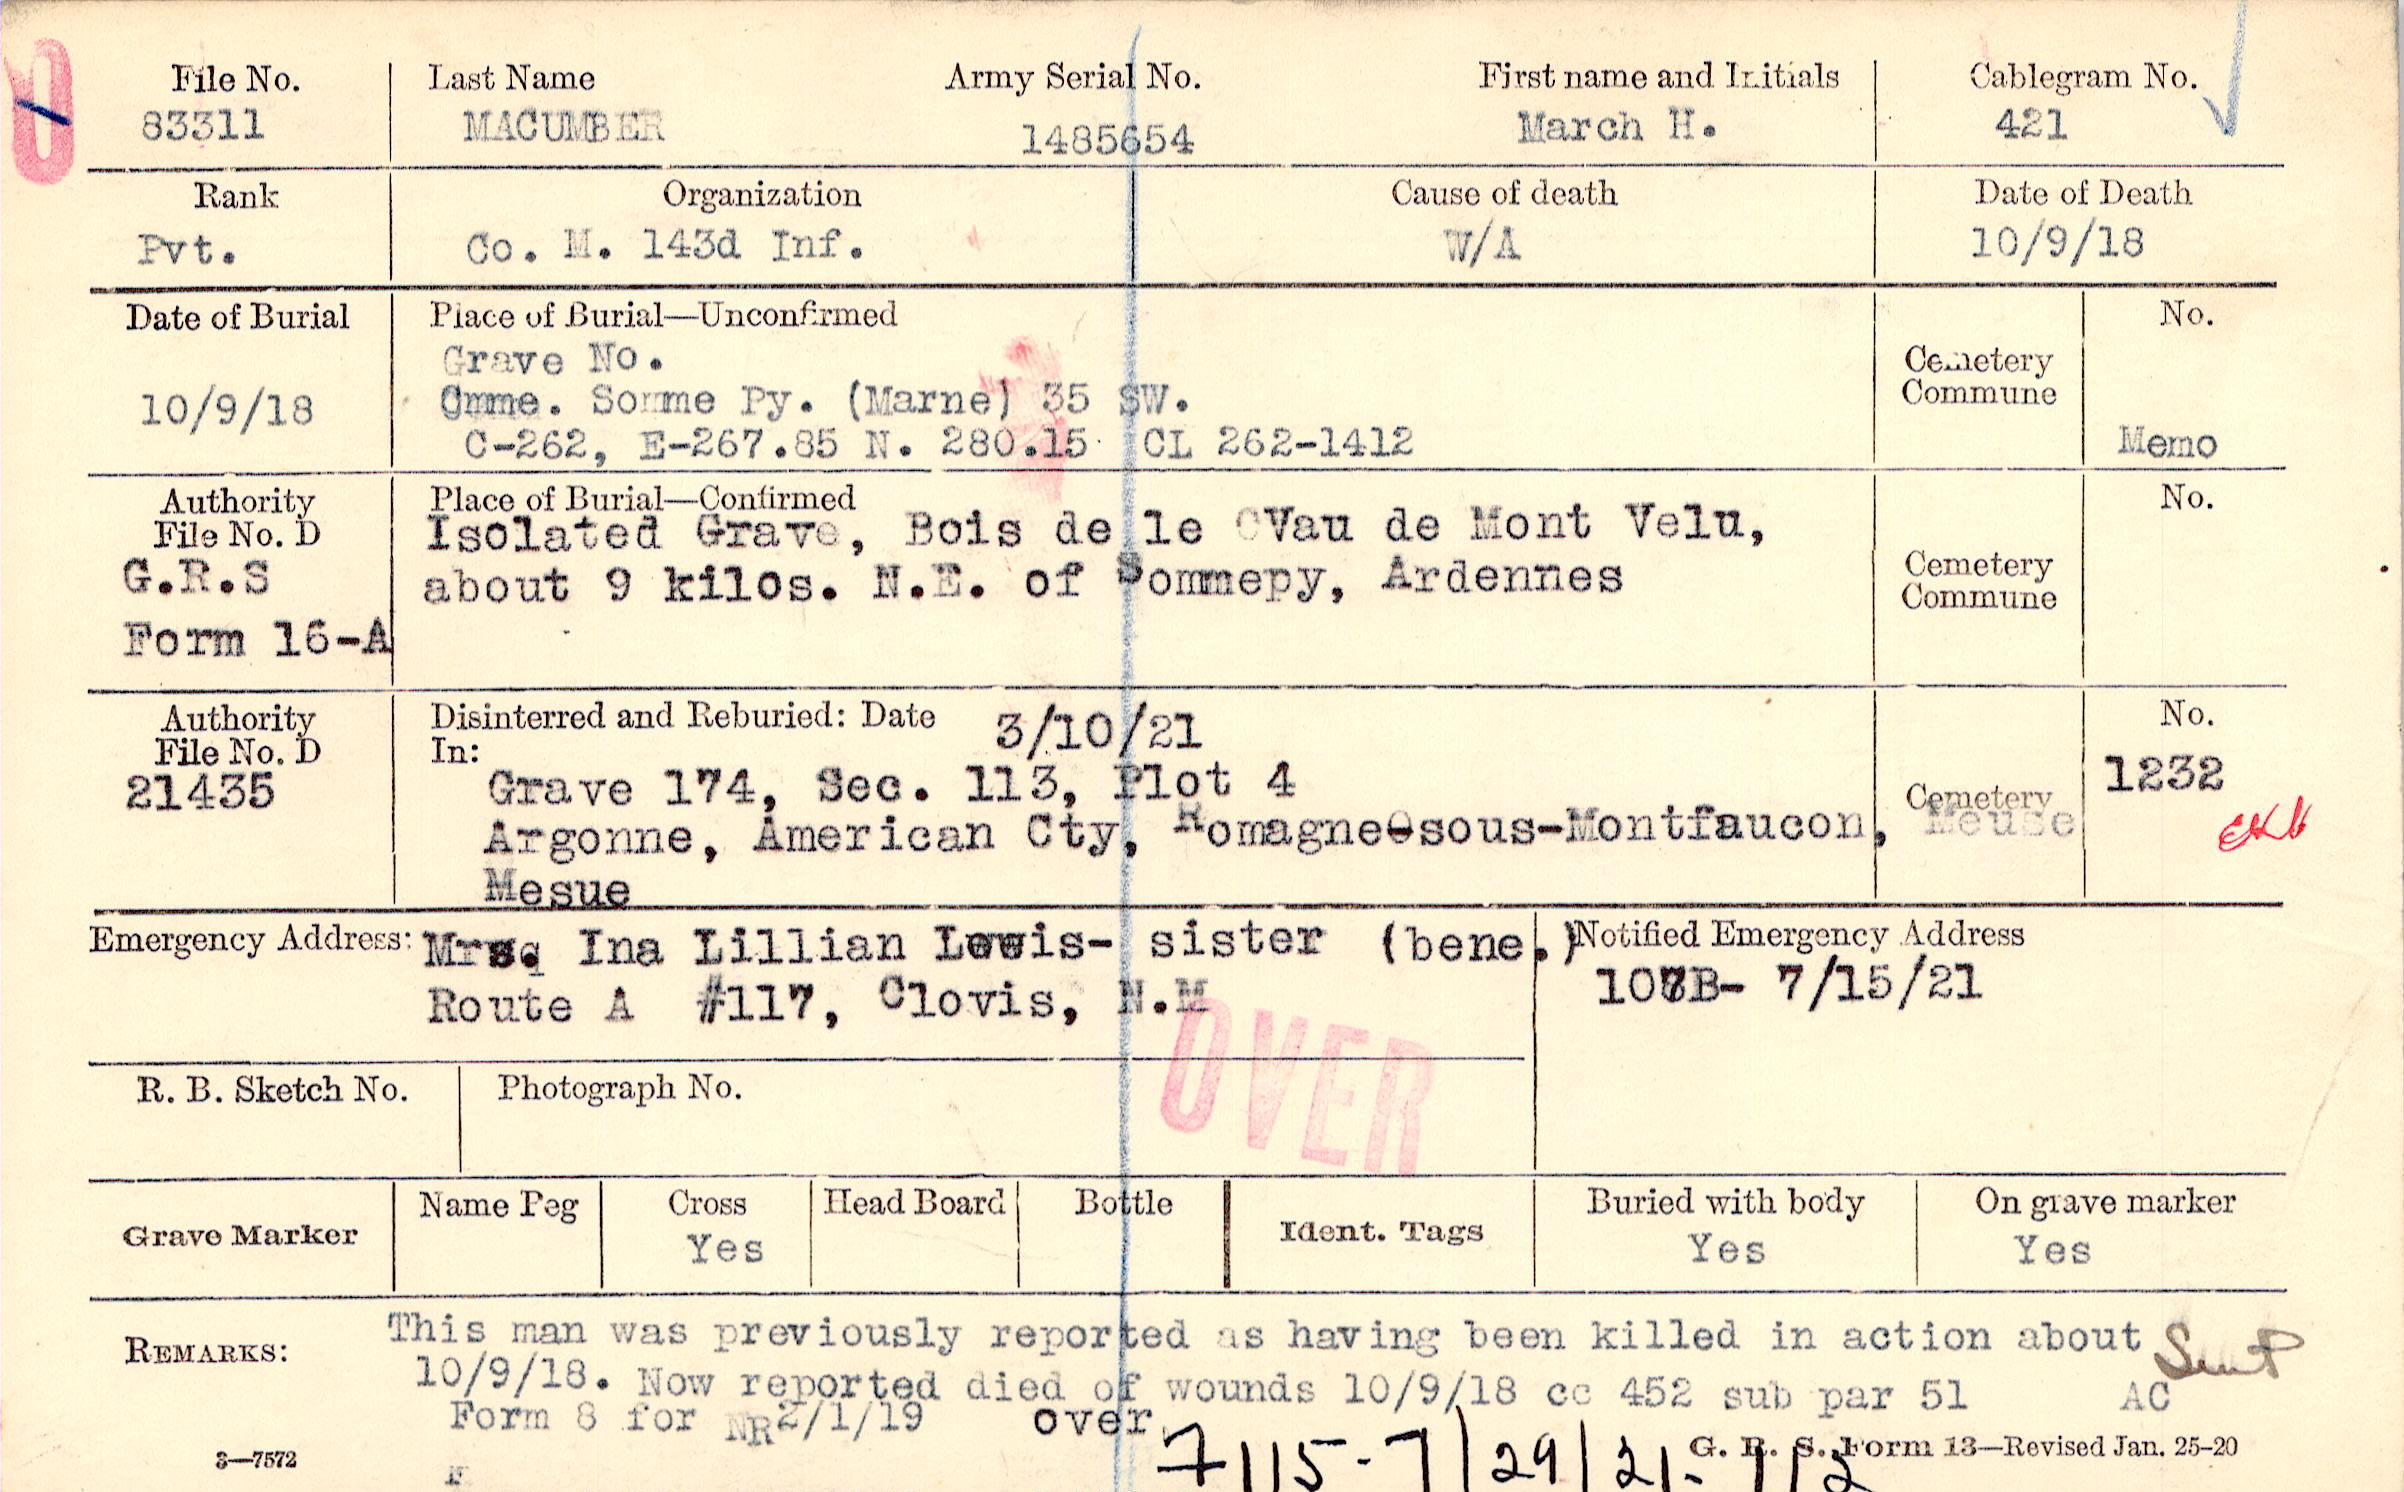 File No. Last Name Army Serial No. First name and Initials Cablegram No.
83311 MACUMBER 1485654 March H. 421
Rank Organization Cause of death Date of Death
Pvt. Co. M. 143d Inf. W/A 10/9/18
Date of Burial Place of Burial—Unconfirmed No.
Grave No.
Cemetery
10/9/18 Cmme. Somme Py. (Marne) 35 SW. Commune
C-262, E-267.85 N. 280.15 CL 262-1412 Memo
Authority Place of Burial—Confirmed No.
File No. D Isolated Grave, Bois de le Vau de Mont Velu,
G.R.S about 9 kilos. N.E. of Sommepy, Ardennes Cemetery
Commune
Form 16-A
Authority Disinterred and Reburied: Date 3/10/21 No.
File No. D In:
21435 Grave 174, Sec. 113, Plot 4 Cemetery 1232
Argonne, American Cty, Romagne-sous-Montfaucon, Meuse
Mesue
Emergency Address: Mrs. Ina Lillian Lewis- sister (bene.) Notified Emergency Address
Route A #117, Clovis, N.M 107B- 7/15/21
OVER
R. B. Sketch No. Photograph No.
Grave Marker Name Peg Cross Head Board Bottle Ident. Tags Buried with body On grave marker
Yes Yes Yes
REMARKS: This man was previously reported as having been killed in action about
10/9/18. Now reported died of wounds 10/9/18 cc 452 sub par 51 AC
Form 8 for NR 2/1/19 over
3—7572 G. R. S. Form 13—Revised Jan. 25-20